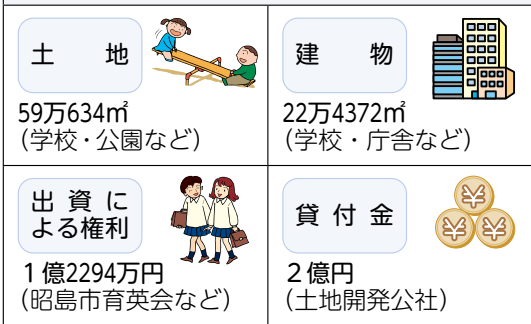 土地
59万634㎡
(学校・公園など)
建物
22万4372㎡
(学校・庁舎など)
出資に
よる権利
1億2294万円
(昭島市育英会など)
貸付金
¥
¥ ¥
2億円
(土地開発公社)